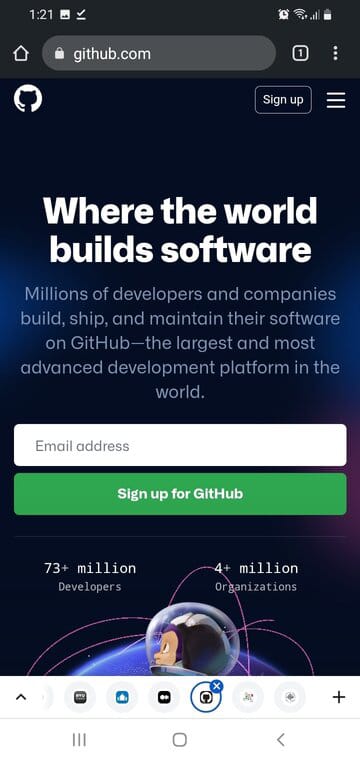 1:21
github.com
1
Sign up
Where the world
builds software
Millions of developers and companies
build, ship, and maintain their software
on GitHub—the largest and most
advanced development platform in the
world.
Email address
Sign up for GitHub
73+ million
4+ million
Developers
Organizations